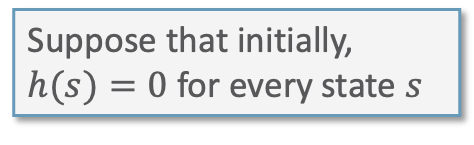 Suppose that initially,
h(s) = 0 for every state s